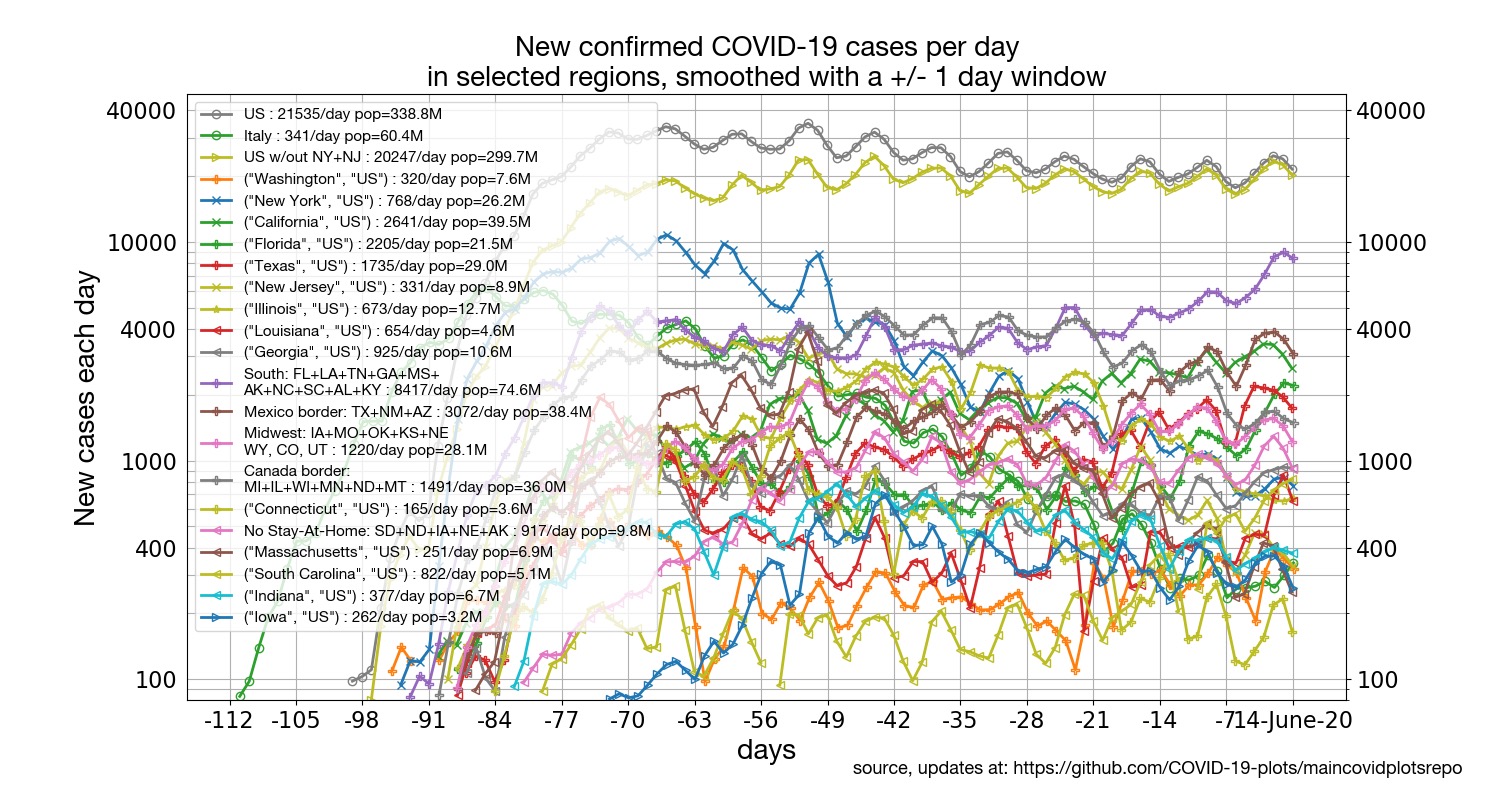 New confirmed COVID-19 cases per day
in selected regions, smoothed with a +/- 1 day window
New cases each day
40000
10000
4000
1000
400
100
US : 21535/day pop=338.8M
Italy : 341/day pop=60.4M
US w/out NY+NJ : 20247/day pop=299.7M
("Washington", "US") : 320/day pop=7.6M
("New York", "US") : 768/day pop=26.2M
("California", "US") : 2641/day pop=39.5M
("Florida", "US") : 2205/day pop=21.5M
("Texas", "US") : 1735/day pop=29.0M
("New Jersey", "US") : 331/day pop=8.9M
("Illinois", "US") : 673/day pop=12.7M
("Louisiana", "US") : 654/day pop=4.6M
("Georgia", "US") : 925/day pop=10.6M
South: FL+LA+TN+GA+MS+
AK+NC+SC+AL+KY : 8417/day pop=74.6M
Mexico border: TX+NM+AZ : 3072/day pop=38.4M
Midwest: IA+MO+OK+KS+NE
WY, CO, UT : 1220/day pop=28.1M
Canada border:
MI+IL+WI+MN+ND+MT : 1491/day pop=36.0M
("Connecticut", "US") : 165/day pop=3.6M
No Stay-At-Home: SD+ND+IA+NE+AK : 917/day pop=9.8M
("Massachusetts", "US") : 251/day pop=6.9M
("South Carolina", "US") : 822/day pop=5.1M
("Indiana", "US") : 377/day pop=6.7M
("Iowa", "US") : 262/day pop=3.2M
40000
10000
4000
1000
400
100
-112 -105 -98 -91 -84 -77 -70 -63 -56 -49 -42 -35 -28 -21 -14 -7 14-June-20
days
source, updates at: https://github.com/COVID-19-plots/maincovidplotsrepo